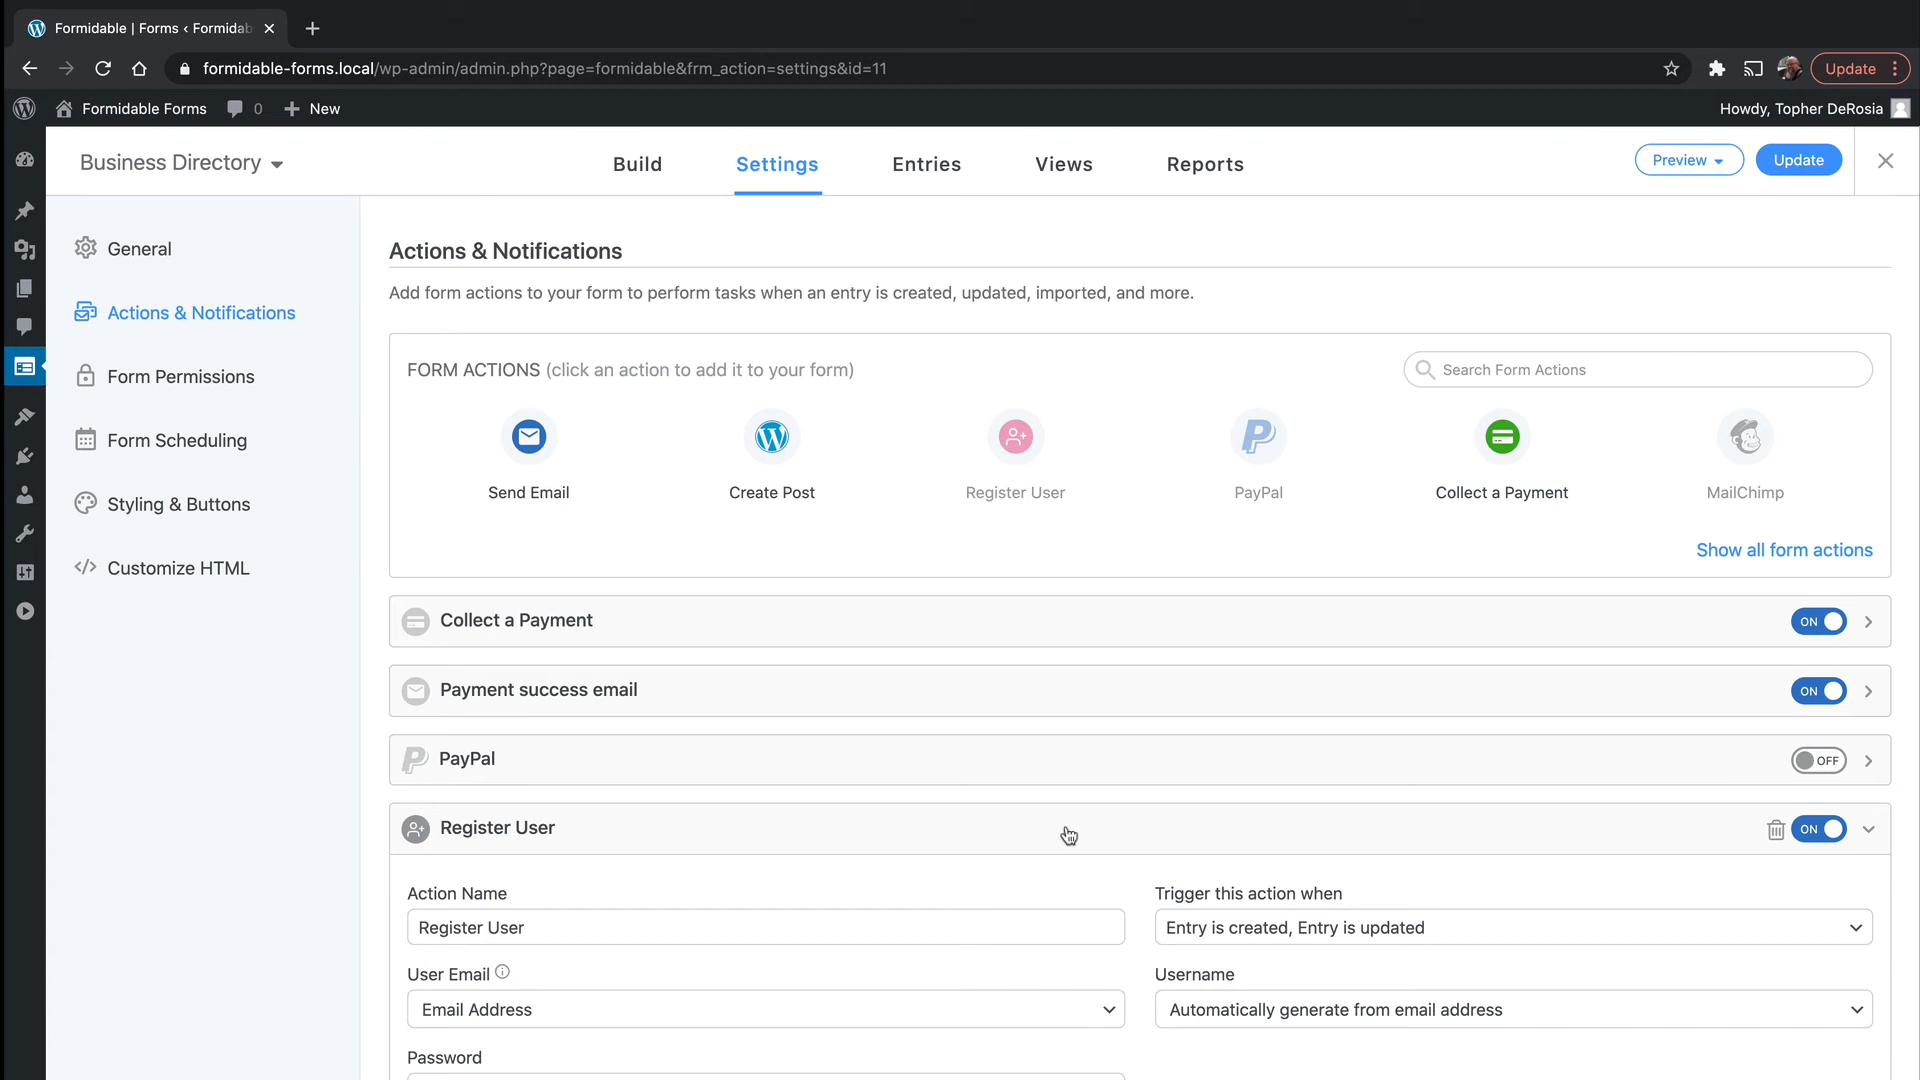 Formidable | Forms ‹ Formidab
formidable-forms.local/wp-admin/admin.php?page=formidable&frm_action=settings&id=11
Update
Formidable Forms
0
New
Howdy, Topher DeRosia
Business Directory
Build
Settings
Entries
Views
Reports
Preview
Update
General
Actions & Notifications
Form Permissions
Form Scheduling
Styling & Buttons
Customize HTML
Actions & Notifications
Add form actions to your form to perform tasks when an entry is created, updated, imported, and more.
FORM ACTIONS (click an action to add it to your form)
Search Form Actions
Send Email
Create Post
Register User
PayPal
Collect a Payment
MailChimp
Show all form actions
Collect a Payment
ON
Payment success email
ON
PayPal
OFF
Register User
ON
Action Name
Trigger this action when
Register User
Entry is created, Entry is updated
User Email
Username
Email Address
Automatically generate from email address
Password